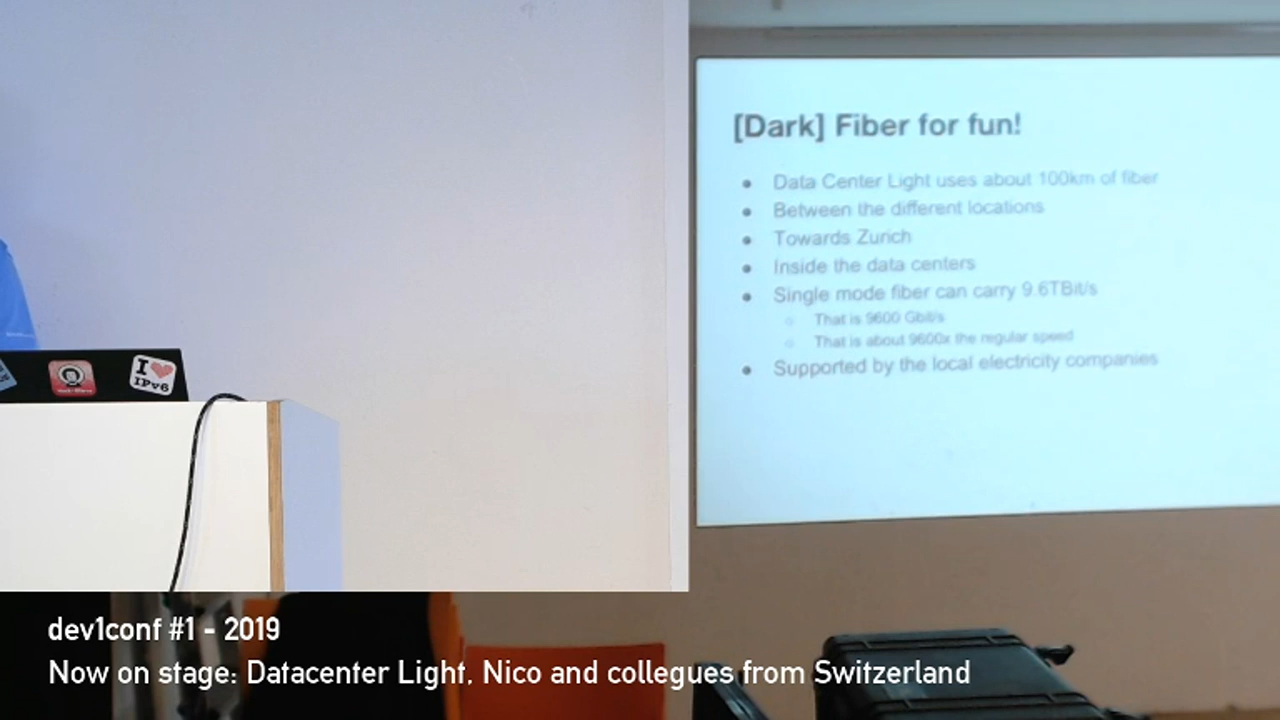 [Dark] Fiber for fun!
Data Center Light uses about 100km of fiber
Between the different locations
Towards Zurich
Inside the data centers
Single mode fiber can carry 9.6TBit/s
That is 9600 Gbit/s
That is about 9600x the regular speed
Supported by the local electricity companies
I ❤
IPv6
dev1conf #1 - 2019
Now on stage: Datacenter Light, Nico and collegues from Switzerland